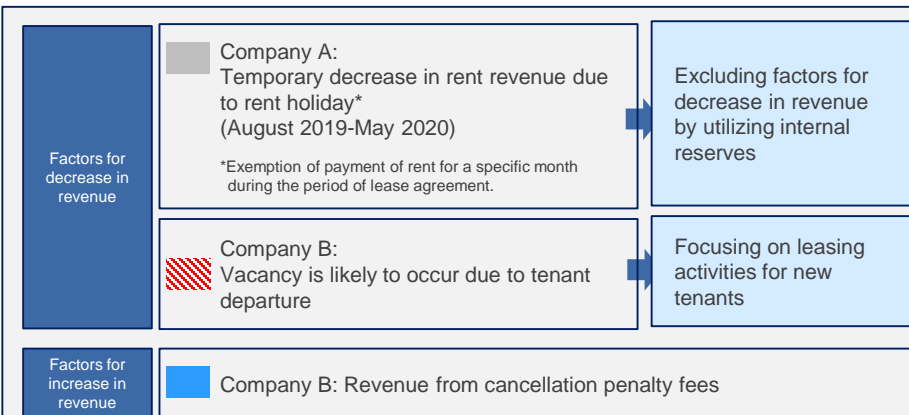 Factors for
decrease in
revenue
Company A:
Temporary decrease in rent revenue due
to rent holiday*
(August 2019-May 2020)
*Exemption of payment of rent for a specific month
during the period of lease agreement.
Excluding factors for
decrease in revenue
by utilizing internal
reserves
Company B:
Vacancy is likely to occur due to tenant
departure
Focusing on leasing
activities for new
tenants
Factors for
increase in
revenue
Company B: Revenue from cancellation penalty fees